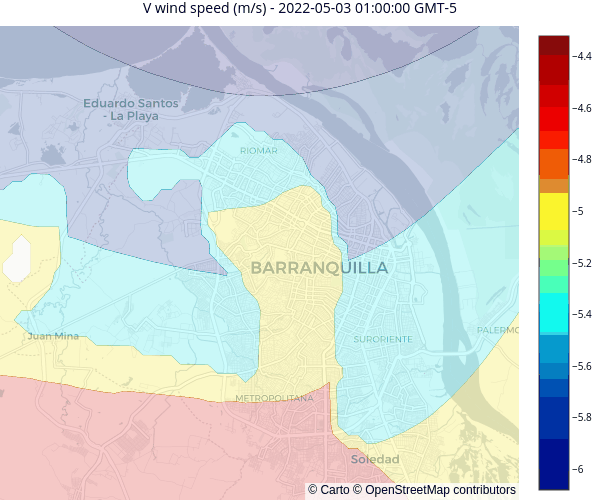 V wind speed (m/s) - 2022-05-03 01:00:00 GMT-5
Eduardo Santos
- La Playa
RIOMAR
BARRANQUILLA
Juan Mina
SURORIENTE
PALERMO
METROPOLITANA
Soledad
© Carto © OpenStreetMap contributors
−4.4
−4.6
−4.8
−5
−5.2
−5.4
−5.6
−5.8
−6